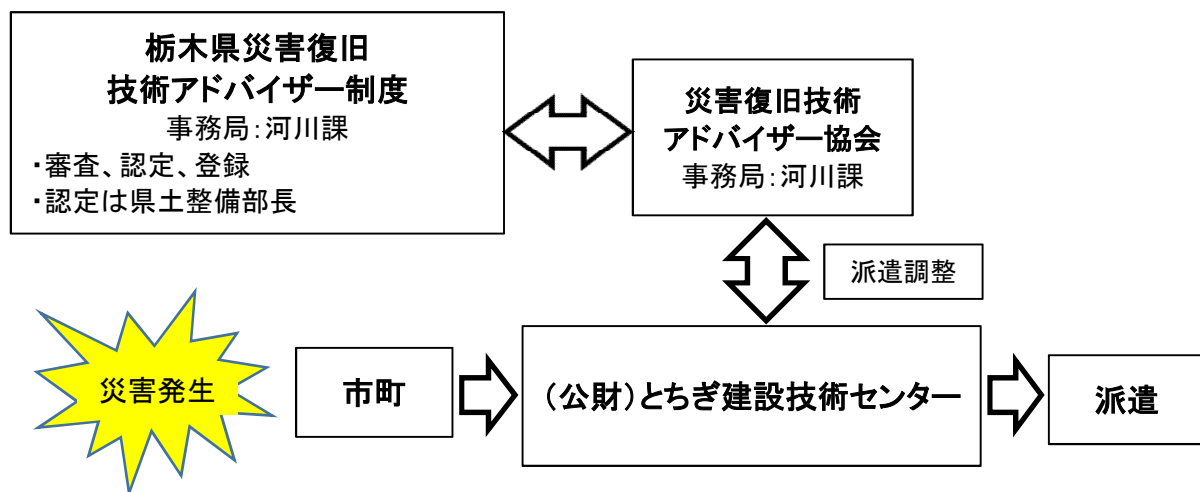 栃木県災害復旧
技術アドバイザー制度
事務局：河川課
・審査、認定、登録
・認定は県土整備部長
災害復旧技術
アドバイザー協会
事務局：河川課
派遣調整
災害発生
市町
（公財）とちぎ建設技術センター
派遣